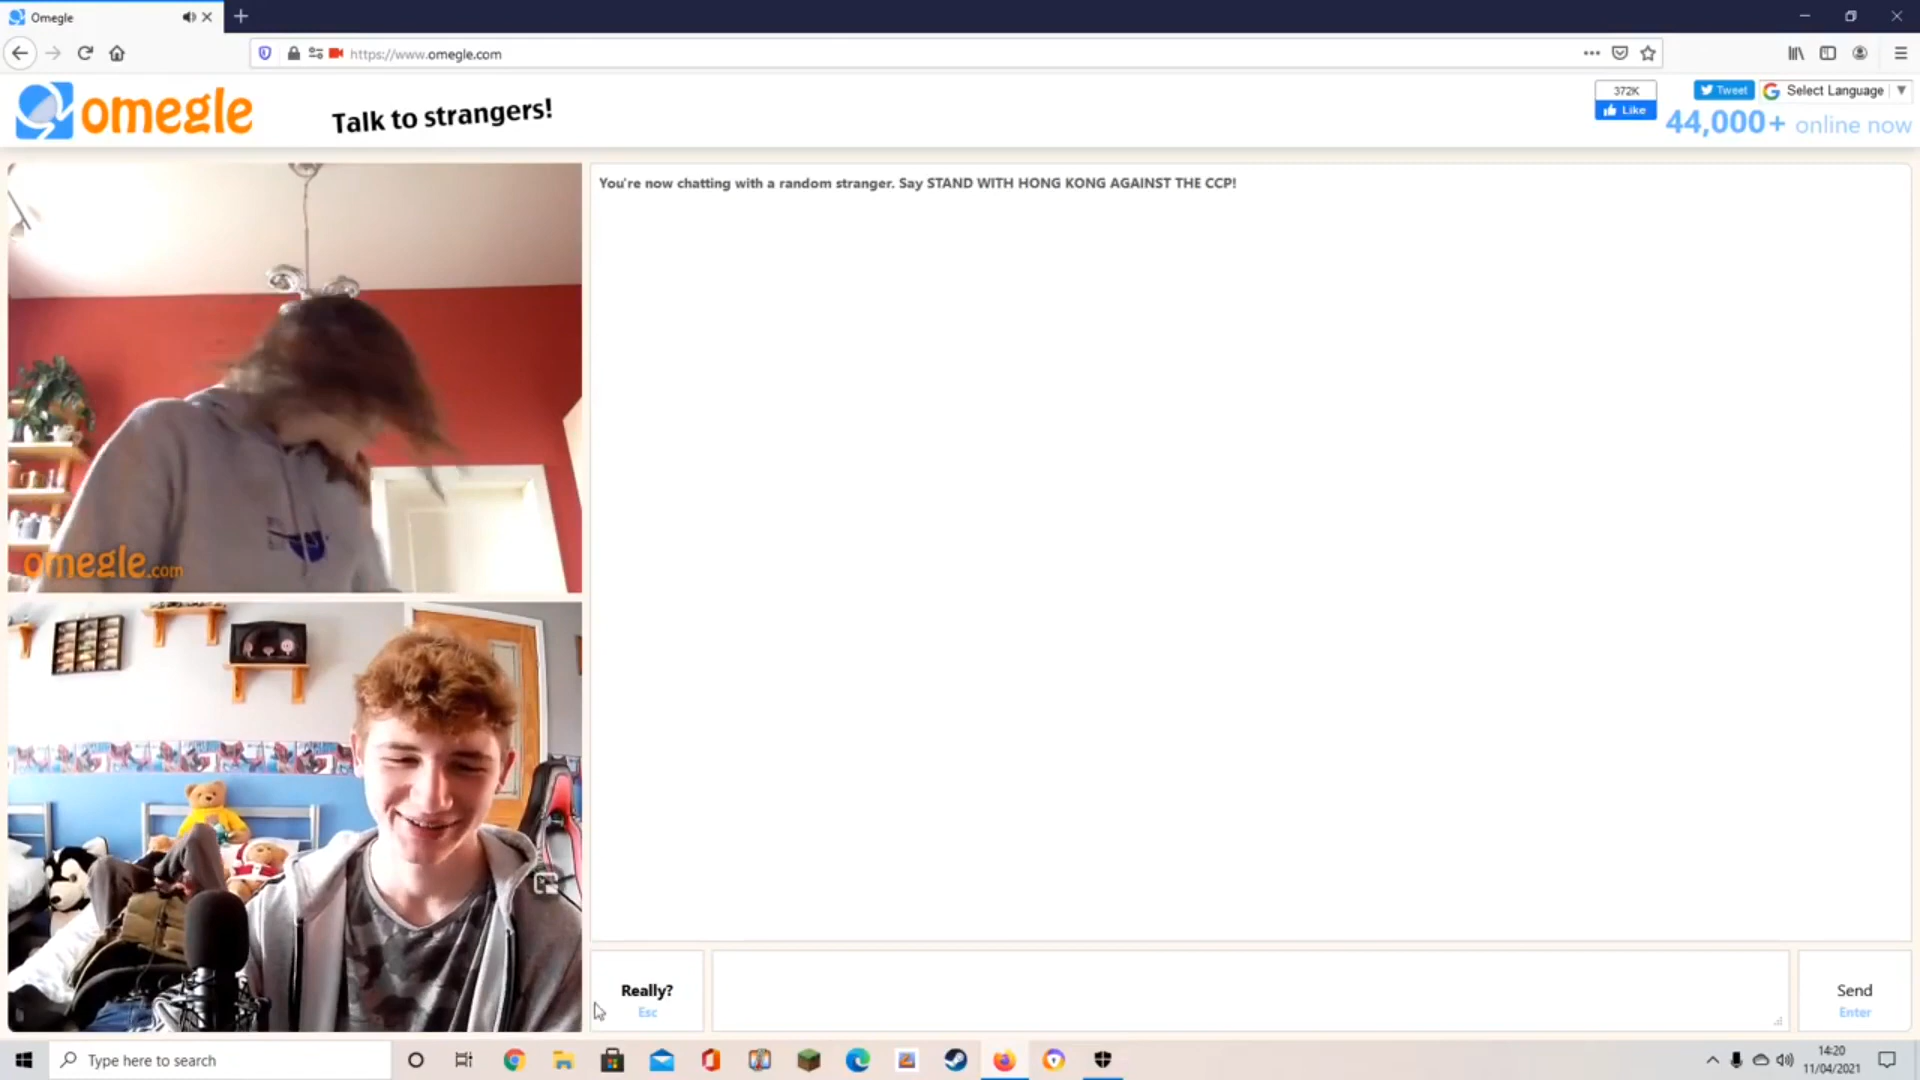 Omegle
https://www.omegle.com
omegle
Talk to strangers!
372K
Like
Tweet
Select Language
44,000+ online now
You're now chatting with a random stranger. Say STAND WITH HONG KONG AGAINST THE CCP!
omegle.com
Really?
Esc
Send
Enter
Type here to search
14:20
11/04/2021